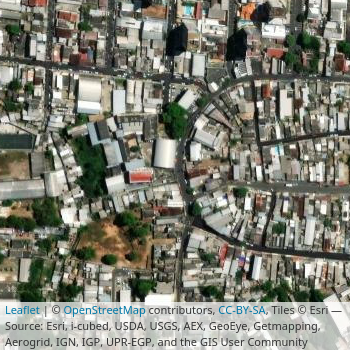 Leaflet | © OpenStreetMap contributors, CC-BY-SA, Tiles © Esri —
Source: Esri, i-cubed, USDA, USGS, AEX, GeoEye, Getmapping,
Aerogrid, IGN, IGP, UPR-EGP, and the GIS User Community